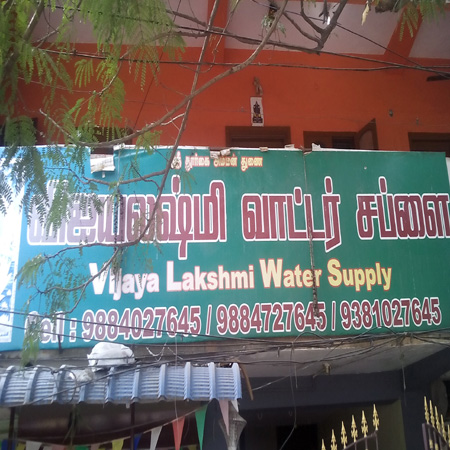 ஸ்ரீ துர்கை அம்மன் துணை
விஜயலஷ்மி வாட்டர் சப்ளை
Vijaya Lakshmi Water Supply
Cell : 9884027645 / 9884727645 / 9381027645